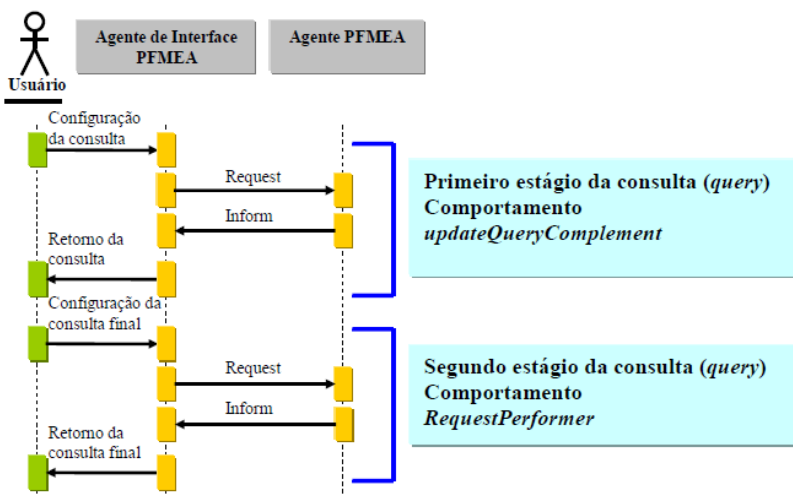 Agente de Interface
PFMEA
Agente PFMEA
Usuário
Configuração
da consulta
Request
Inform
Retorno da
consulta
Primeiro estágio da consulta (query)
Comportamento
updateQueryComplement
Configuração da
consulta final
Request
Inform
Retorno da
consulta final
Segundo estágio da consulta (query)
Comportamento
RequestPerformer